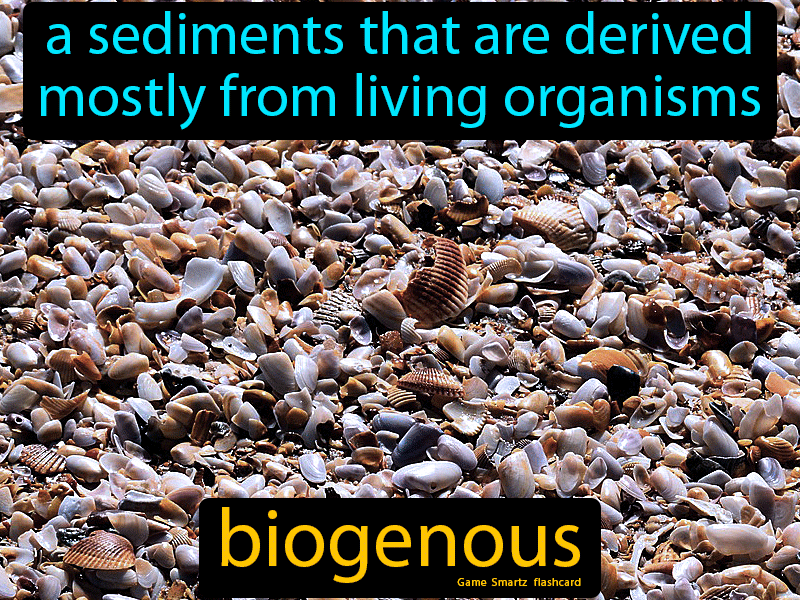 a sediments that are derived
mostly from living organisms
biogenous
Game Smartz flashcard